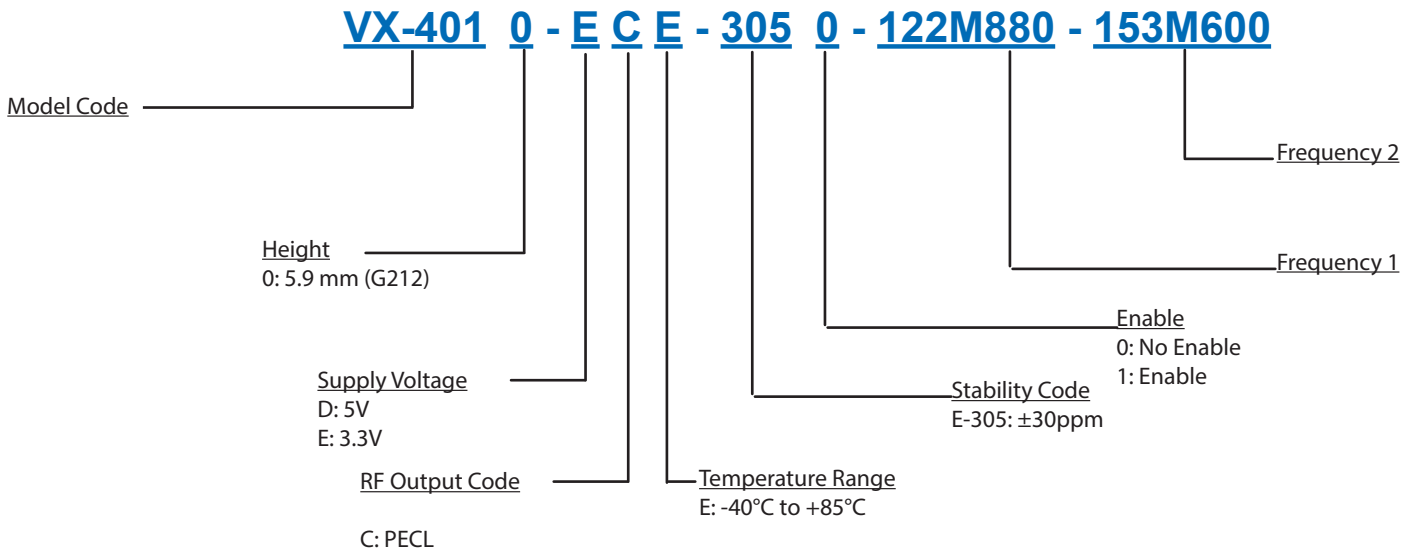 VX-401 0 - E C E - 305 0 - 122M880 - 153M600
Model Code
Frequency 2
Height
0: 5.9 mm (G212)
Frequency 1
Enable
0: No Enable
1: Enable
Supply Voltage
D: 5V
E: 3.3V
Stability Code
E-305: ±30ppm
RF Output Code
C: PECL
Temperature Range
E: -40°C to +85°C